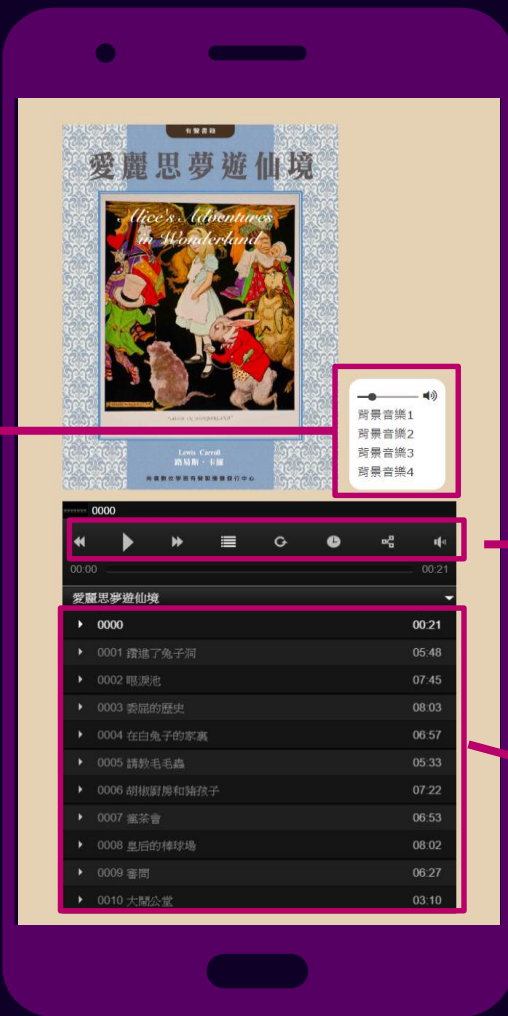 有聲書籍
愛麗思夢遊仙境
Alice's Adventures
in Wonderland
Lewis Carroll
路易斯・卡羅
背景音樂1
背景音樂2
背景音樂3
背景音樂4
0000
00:00 00:21
愛麗思夢遊仙境
0000 00:21
0001 鑽進了兔子洞 05:48
0002 眼淚池 07:45
0003 委屈的歷史 08:03
0004 在白兔子的家裏 06:57
0005 請教毛毛蟲 05:33
0006 胡椒廚房和豬孩子 07:22
0007 瘋茶會 06:53
0008 皇后的棒球場 08:02
0009 審問 06:27
0010 大鬧公堂 03:10